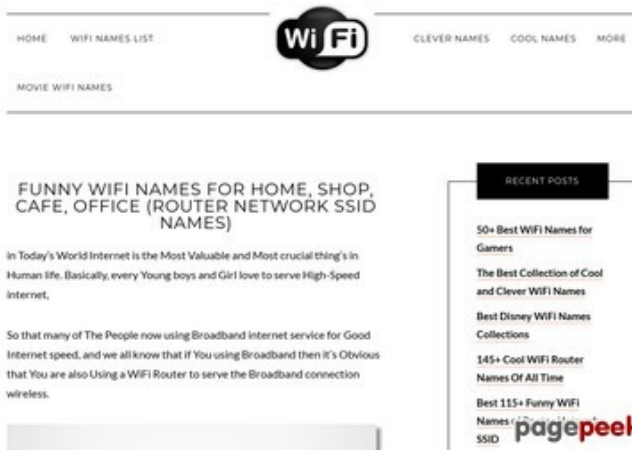 HOME WIFI NAMES LIST
Wi Fi
CLEVER NAMES COOL NAMES MORE
MOVIE WIFI NAMES
FUNNY WIFI NAMES FOR HOME, SHOP,
CAFE, OFFICE (ROUTER NETWORK SSID
NAMES)
in Today's World Internet is the Most Valuable and Most crucial thing's in
Human life. Basically, every Young boys and Girl love to serve High-Speed
internet,
So that many of The People now using Broadband internet service for Good
Internet speed, and we all know that if You using Broadband then it's Obvious
that You are also Using a WiFi Router to serve the Broadband connection
wireless.
RECENT POSTS
50+ Best WiFi Names for
Gamers
The Best Collection of Cool
and Clever WiFi Names
Best Disney WiFi Names
Collections
145+ Cool WiFi Router
Names Of All Time
Best 115+ Funny WiFi
Names
SSID
pagepeek